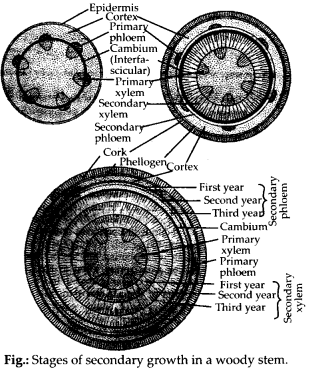 Epidermis
Cortex
Primary
phloem
Cambium
(Interfa-
scicular)
Primary
xylem
Secondary
xylem
Secondary
phloem
Cork
Phellogen
Cortex
First year
Second year
Third year
Secondary
phloem
Cambium
Primary
xylem
Primary
phloem
First year
Second year
Third year
Secondary
xylem
Fig.: Stages of secondary growth in a woody stem.